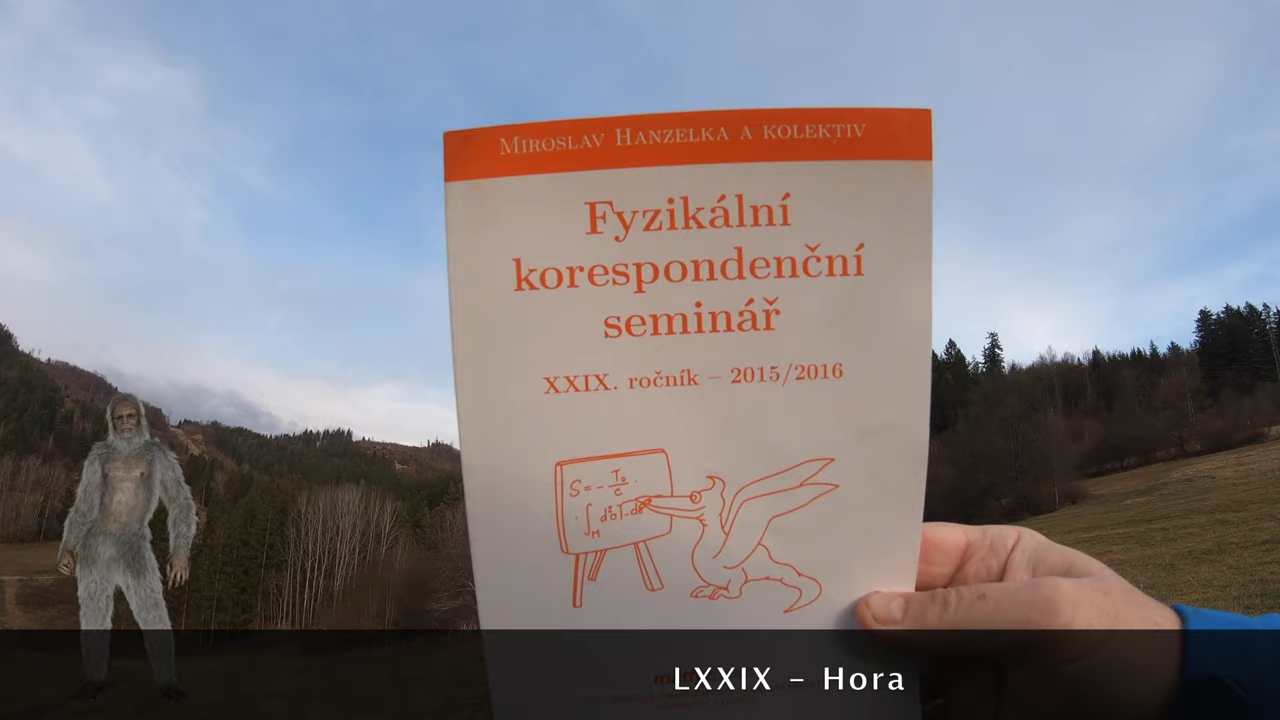 Miroslav Hanzelka a kolektiv
Fyzikální
korespondenční
seminář
XXIX. ročník – 2015/2016
LXXIX – Hora